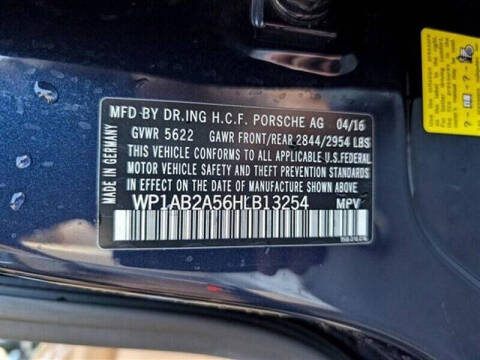 MFD BY DR.ING H.C.F. PORSCHE AG 04/16
GVWR 5622 GAWR FRONT/REAR 2844/2954 LBS
THIS VEHICLE CONFORMS TO ALL APPLICABLE U.S. FEDERAL
MOTOR VEHICLE SAFETY AND THEFT PREVENTION
STANDARDS IN EFFECT ON THE DATE OF MANUFACTURE SHOWN ABOVE.
WP1AB2A56HLB13254 MPV
MADE IN GERMANY